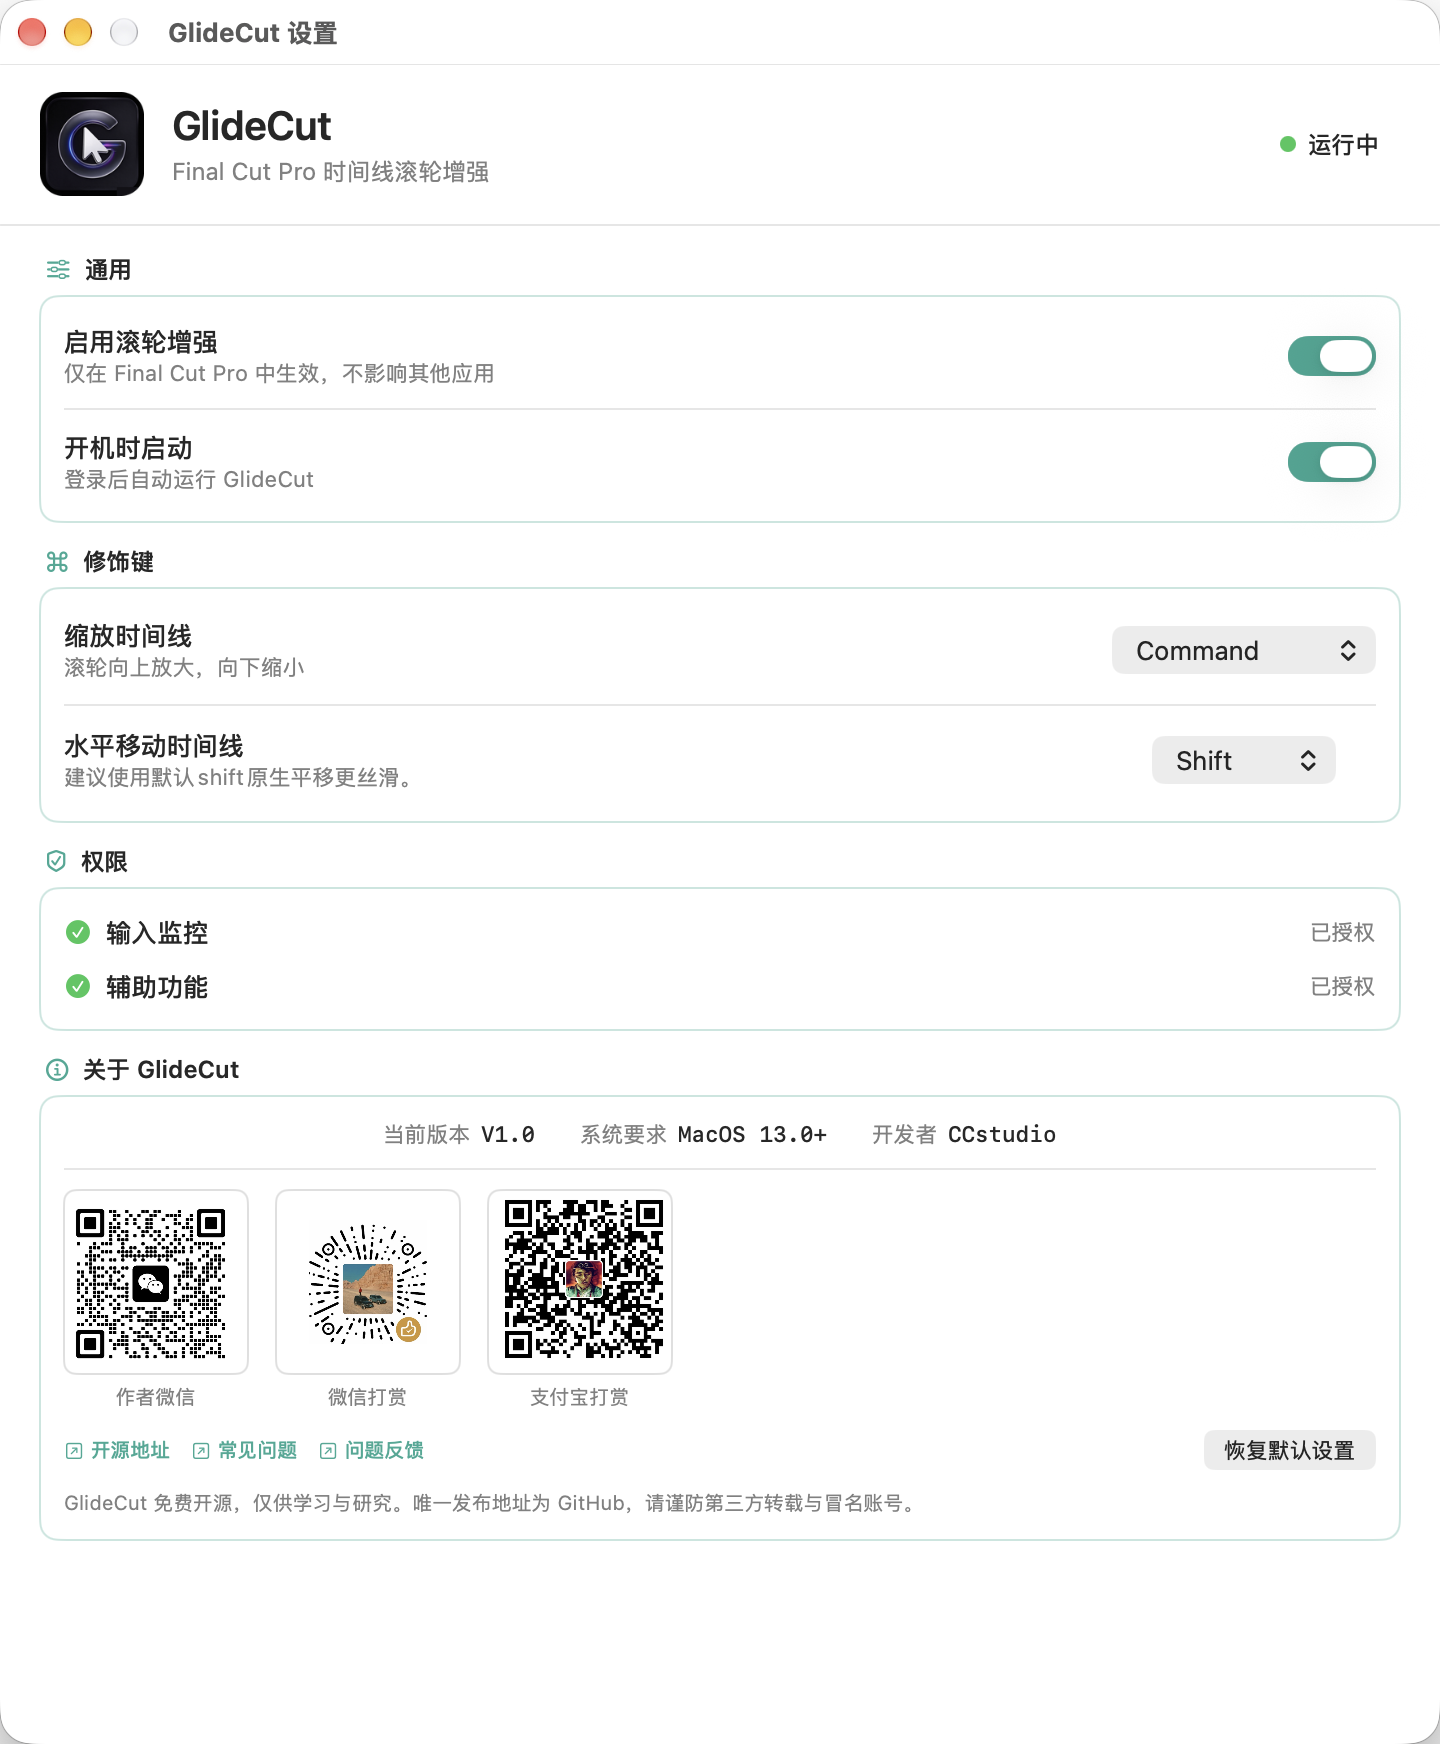 GlideCut 设置
GlideCut
Final Cut Pro 时间线滚轮增强
运行中
通用
启用滚轮增强
仅在 Final Cut Pro 中生效，不影响其他应用
开机时启动
登录后自动运行 GlideCut
修饰键
缩放时间线
滚轮向上放大，向下缩小
Command
水平移动时间线
建议使用默认shift原生平移更丝滑。
Shift
权限
输入监控 已授权
辅助功能 已授权
关于 GlideCut
当前版本 V1.0 系统要求 MacOS 13.0+ 开发者 CCstudio
作者微信 微信打赏 支付宝打赏
开源地址 常见问题 问题反馈 恢复默认设置
GlideCut 免费开源，仅供学习与研究。唯一发布地址为 GitHub，请谨防第三方转载与冒名账号。